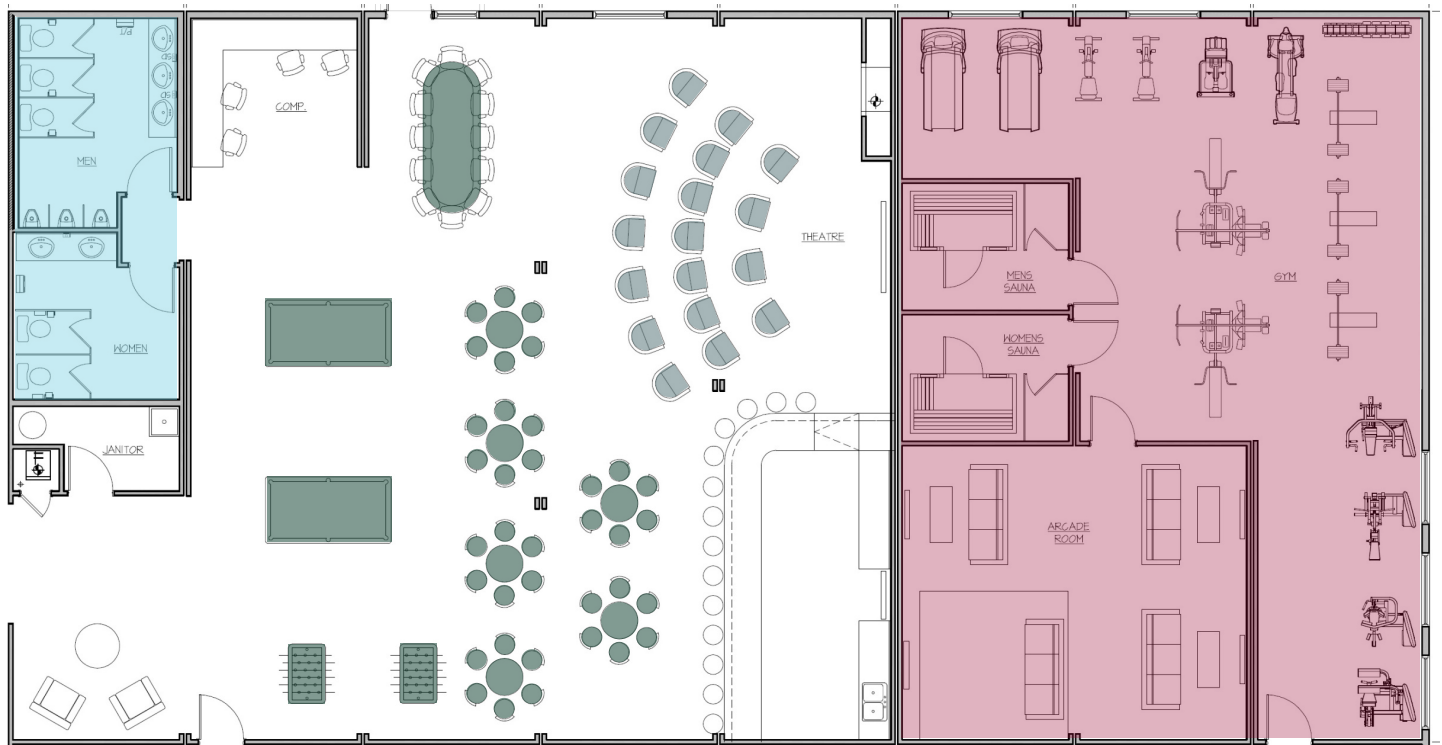 COMP.
MEN
THEATRE
MENS
SAUNA
GYM
WOMENS
SAUNA
WOMEN
JANITOR
ARCADE
ROOM